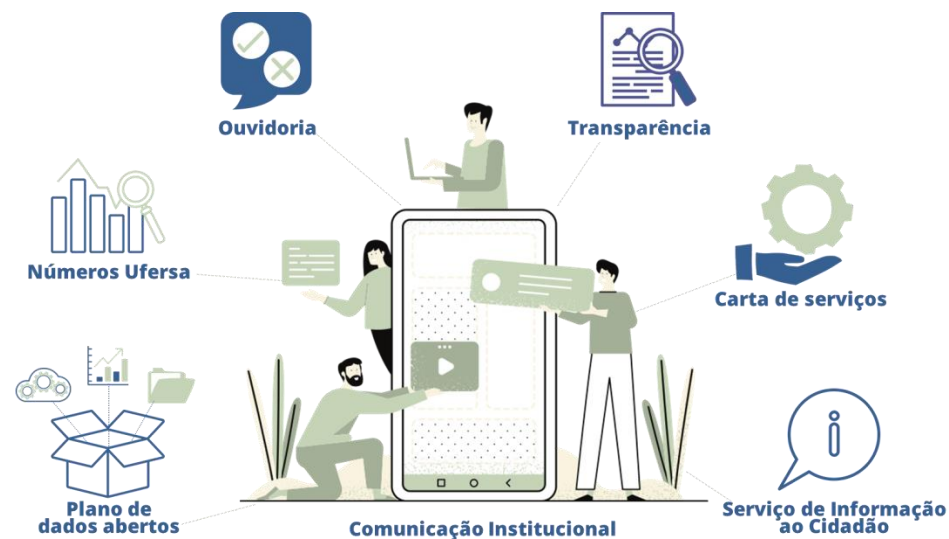 Ouvidoria
Transparência
Números Ufersa
Carta de serviços
Plano de
dados abertos
Serviço de Informação
ao Cidadão
Comunicação Institucional